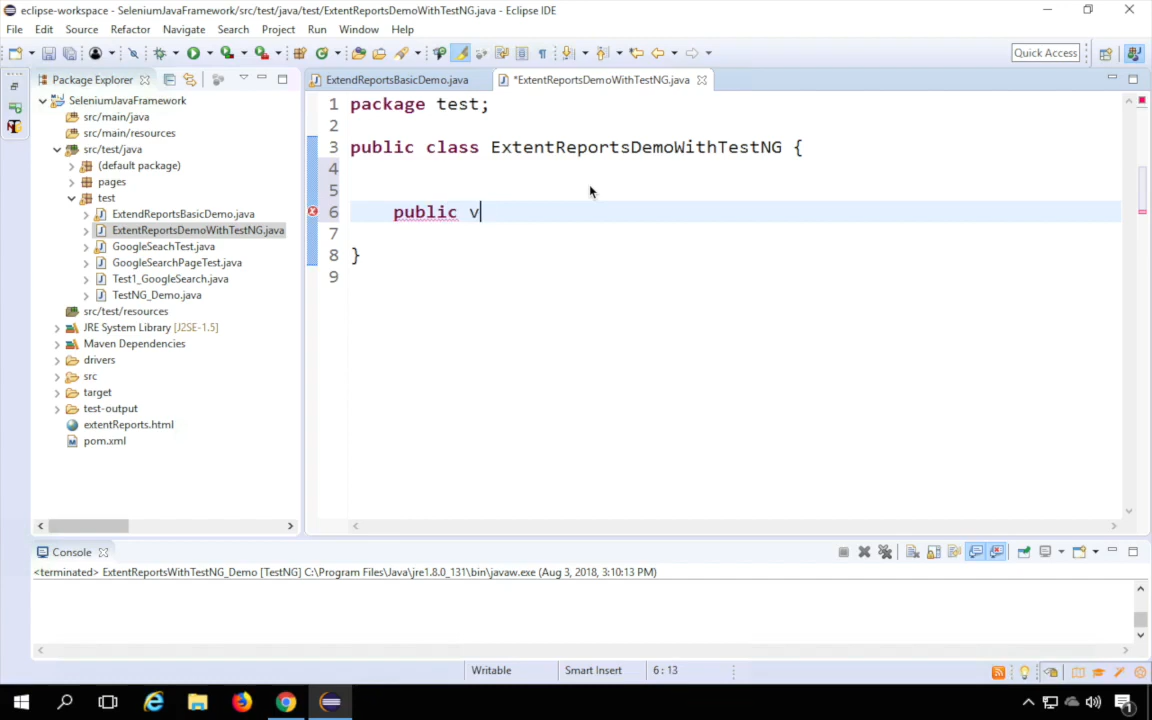 eclipse-workspace - SeleniumJavaFramework/src/test/java/test/ExtentReportsDemoWithTestNG.java - Eclipse IDE
File Edit Source Refactor Navigate Search Project Run Window Help
Quick Access
Package Explorer
ExtendReportsBasicDemo.java
*ExtentReportsDemoWithTestNG.java
SeleniumJavaFramework
src/main/java
src/main/resources
src/test/java
(default package)
pages
test
ExtendReportsBasicDemo.java
ExtentReportsDemoWithTestNG.java
GoogleSeachTest.java
GoogleSearchPageTest.java
Test1_GoogleSearch.java
TestNG_Demo.java
src/test/resources
JRE System Library [J2SE-1.5]
Maven Dependencies
drivers
src
target
test-output
extentReports.html
pom.xml
1 package test;
2
3 public class ExtentReportsDemoWithTestNG {
4
5
6 public v
7
8 }
9
Console
<terminated> ExtentReportsWithTestNG_Demo [TestNG] C:\Program Files\Java\jre1.8.0_131\bin\javaw.exe (Aug 3, 2018, 3:10:13 PM)
Writable
Smart Insert
6 : 13
1